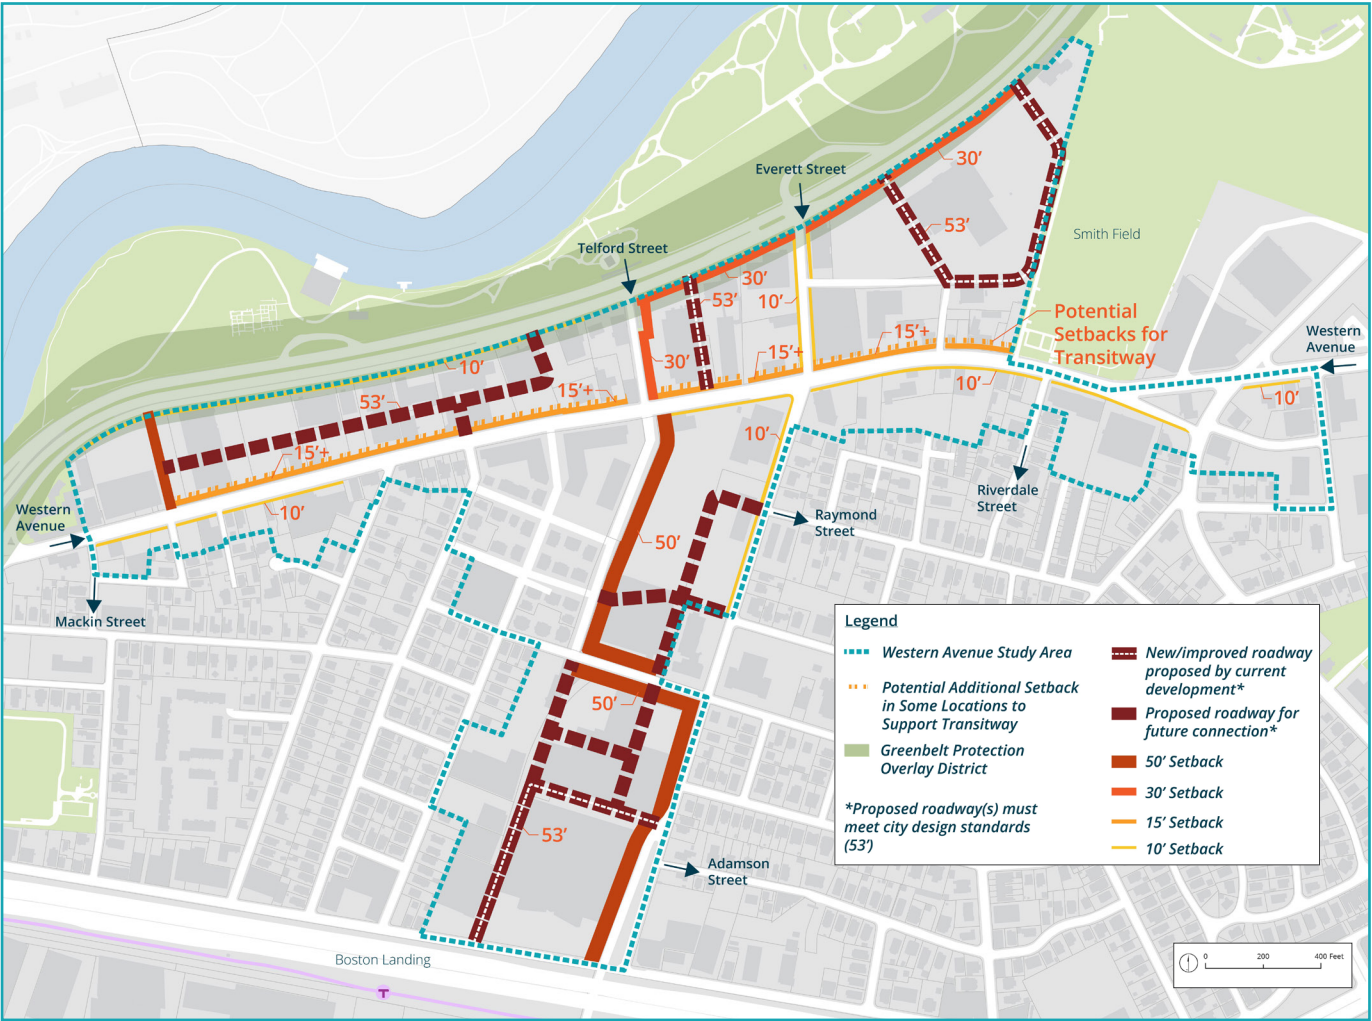 Everett Street
30’
Telford Street
53’
Smith Field
30’
53’
10’
Potential
Setbacks for
Transitway
Western
Avenue
15’+
15’+
30’
10’
10’
10’
15’+
53’
10’
15’+
Western
Avenue
10’
Riverdale
Street
Raymond
Street
50’
Mackin Street
50’
53’
Adamson
Street
Boston Landing
T
Legend
Western Avenue Study Area
Potential Additional Setback
in Some Locations to
Support Transitway
Greenbelt Protection
Overlay District
*Proposed roadway(s) must
meet city design standards
(53’)
New/improved roadway
proposed by current
development*
Proposed roadway for
future connection*
50’ Setback
30’ Setback
15’ Setback
10’ Setback
0 200 400 Feet